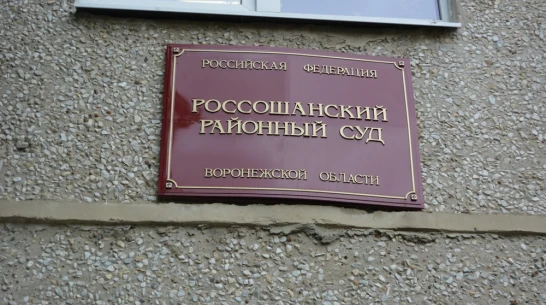 РОССИЙСКАЯ ФЕДЕРАЦИЯ
РОССОШАНСКИЙ
РАЙОННЫЙ СУД
ВОРОНЕЖСКОЙ ОБЛАСТИ